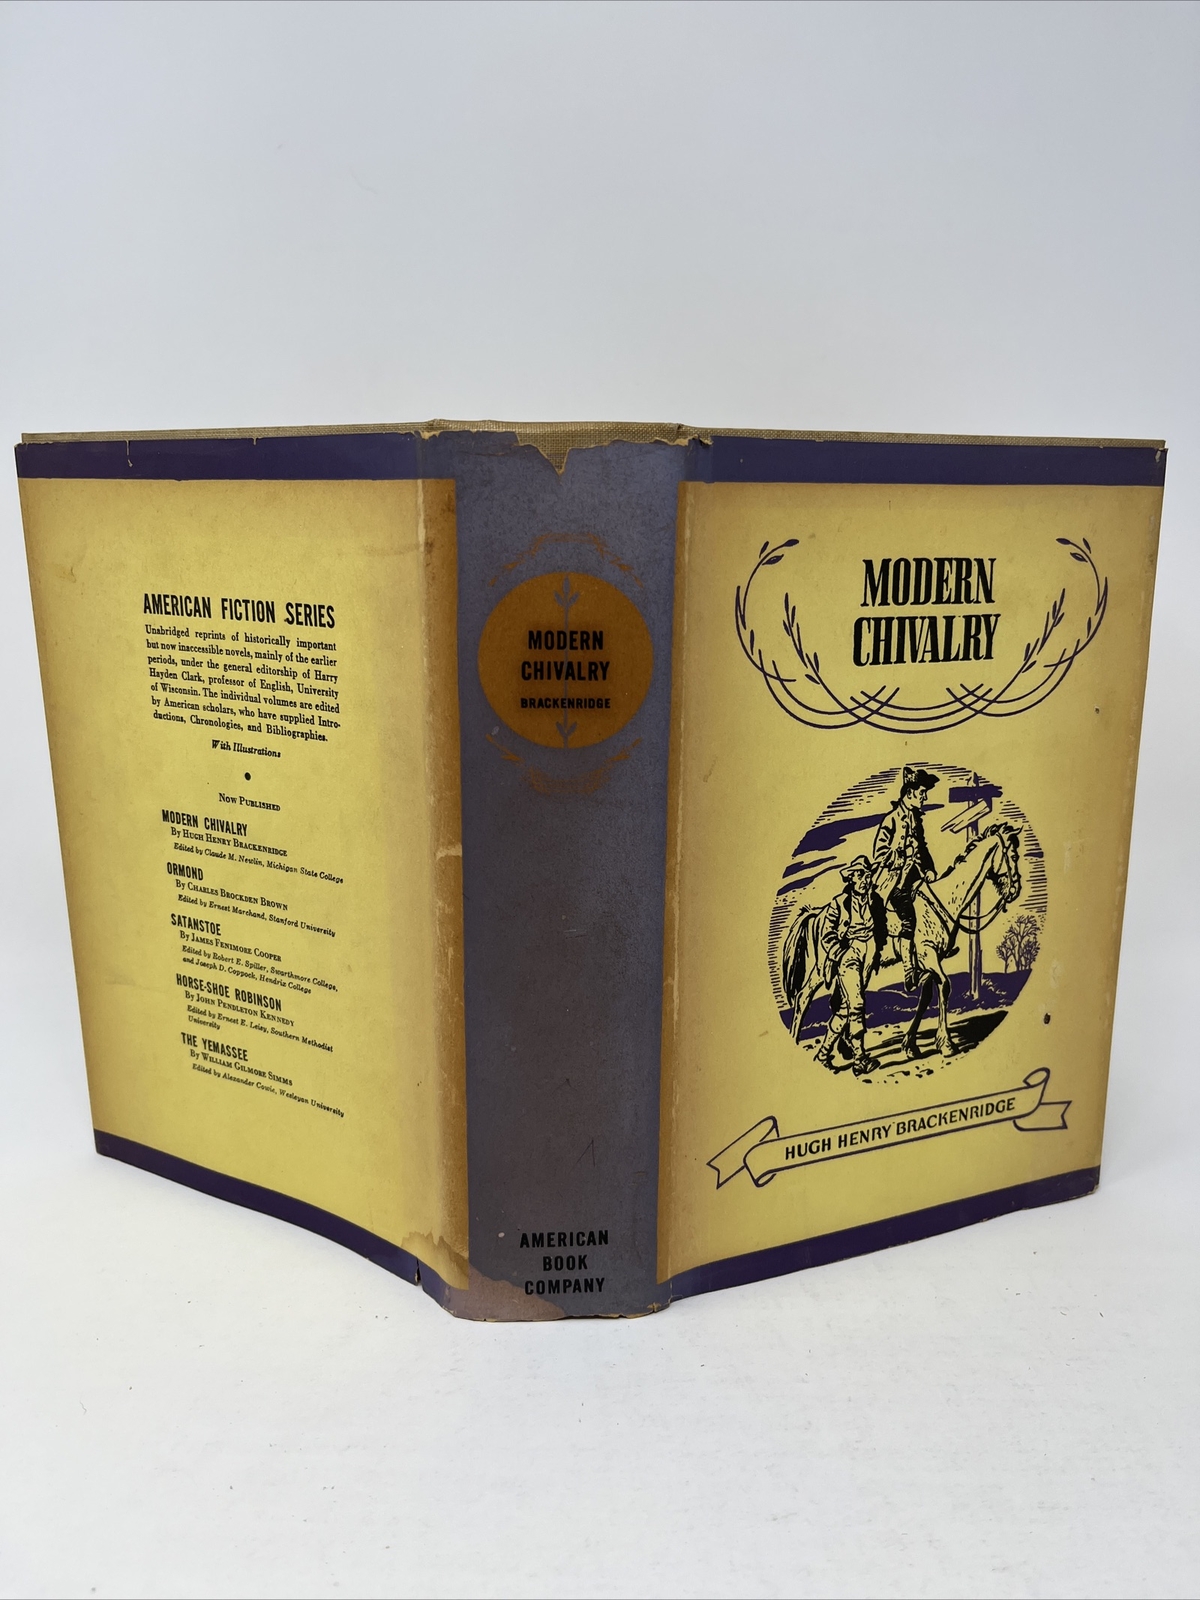 AMERICAN FICTION SERIES
Unabridged reprints of historically important
but now inaccessible novels, mainly of the earlier
periods, under the general editorship of Harry
Hayden Clark, professor of English, University
of Wisconsin. The individual volumes are edited
by American scholars, who have supplied Intro-
ductions, Chronologies, and Bibliographies.
With Illustrations
•
NOW PUBLISHED
MODERN CHIVALRY
By HUGH HENRY BRACKENRIDGE
Edited by Claude M. Newlin, Michigan State College
ORMOND
By CHARLES BROCKDEN BROWN
Edited by Ernest Marchand, Stanford University
SATANSTOE
By JAMES FENIMORE COOPER
Edited by Robert E. Spiller, Swarthmore College,
and Joseph D. Coppock, Hendrix College
HORSE-SHOE ROBINSON
By JOHN PENDLETON KENNEDY
Edited by Ernest E. Leisy, Southern Methodist
University
THE YEMASSEE
By WILLIAM GILMORE SIMMS
Edited by Alexander Cowie, Wesleyan University
MODERN
CHIVALRY
BRACKENRIDGE
AMERICAN
BOOK
COMPANY
MODERN
CHIVALRY
HUGH HENRY BRACKENRIDGE